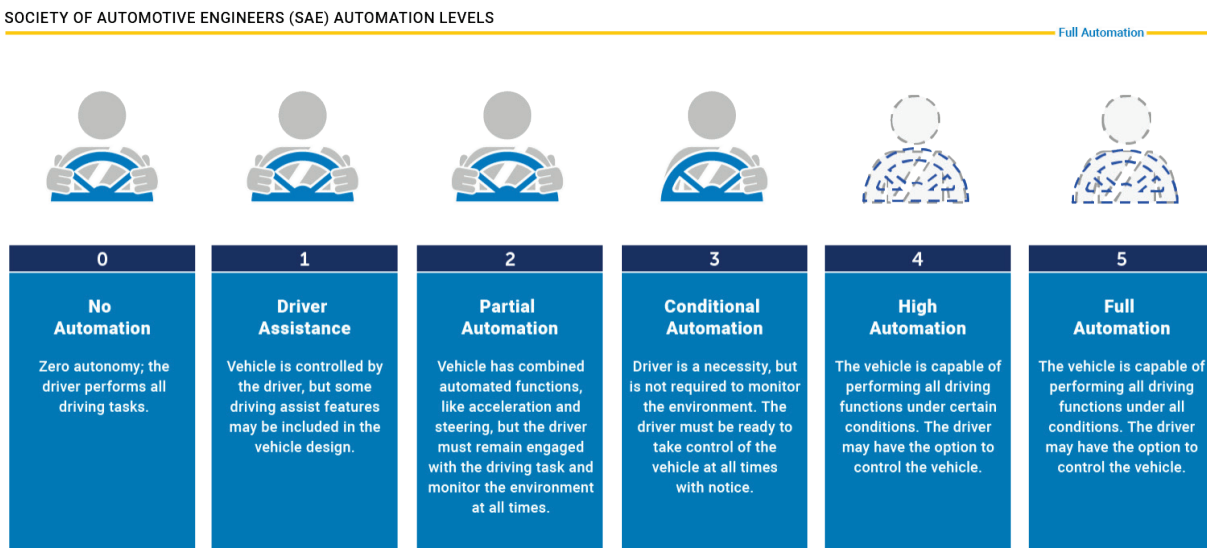 SOCIETY OF AUTOMOTIVE ENGINEERS (SAE) AUTOMATION LEVELS
Full Automation
0
No
Automation
Zero autonomy; the
driver performs all
driving tasks.
1
Driver
Assistance
Vehicle is controlled by
the driver, but some
driving assist features
may be included in the
vehicle design.
2
Partial
Automation
Vehicle has combined
automated functions,
like acceleration and
steering, but the driver
must remain engaged
with the driving task and
monitor the environment
at all times.
3
Conditional
Automation
Driver is a necessity, but
is not required to monitor
the environment. The
driver must be ready to
take control of the
vehicle at all times
with notice.
4
High
Automation
The vehicle is capable of
performing all driving
functions under certain
conditions. The driver
may have the option to
control the vehicle.
5
Full
Automation
The vehicle is capable of
performing all driving
functions under all
conditions. The driver
may have the option to
control the vehicle.